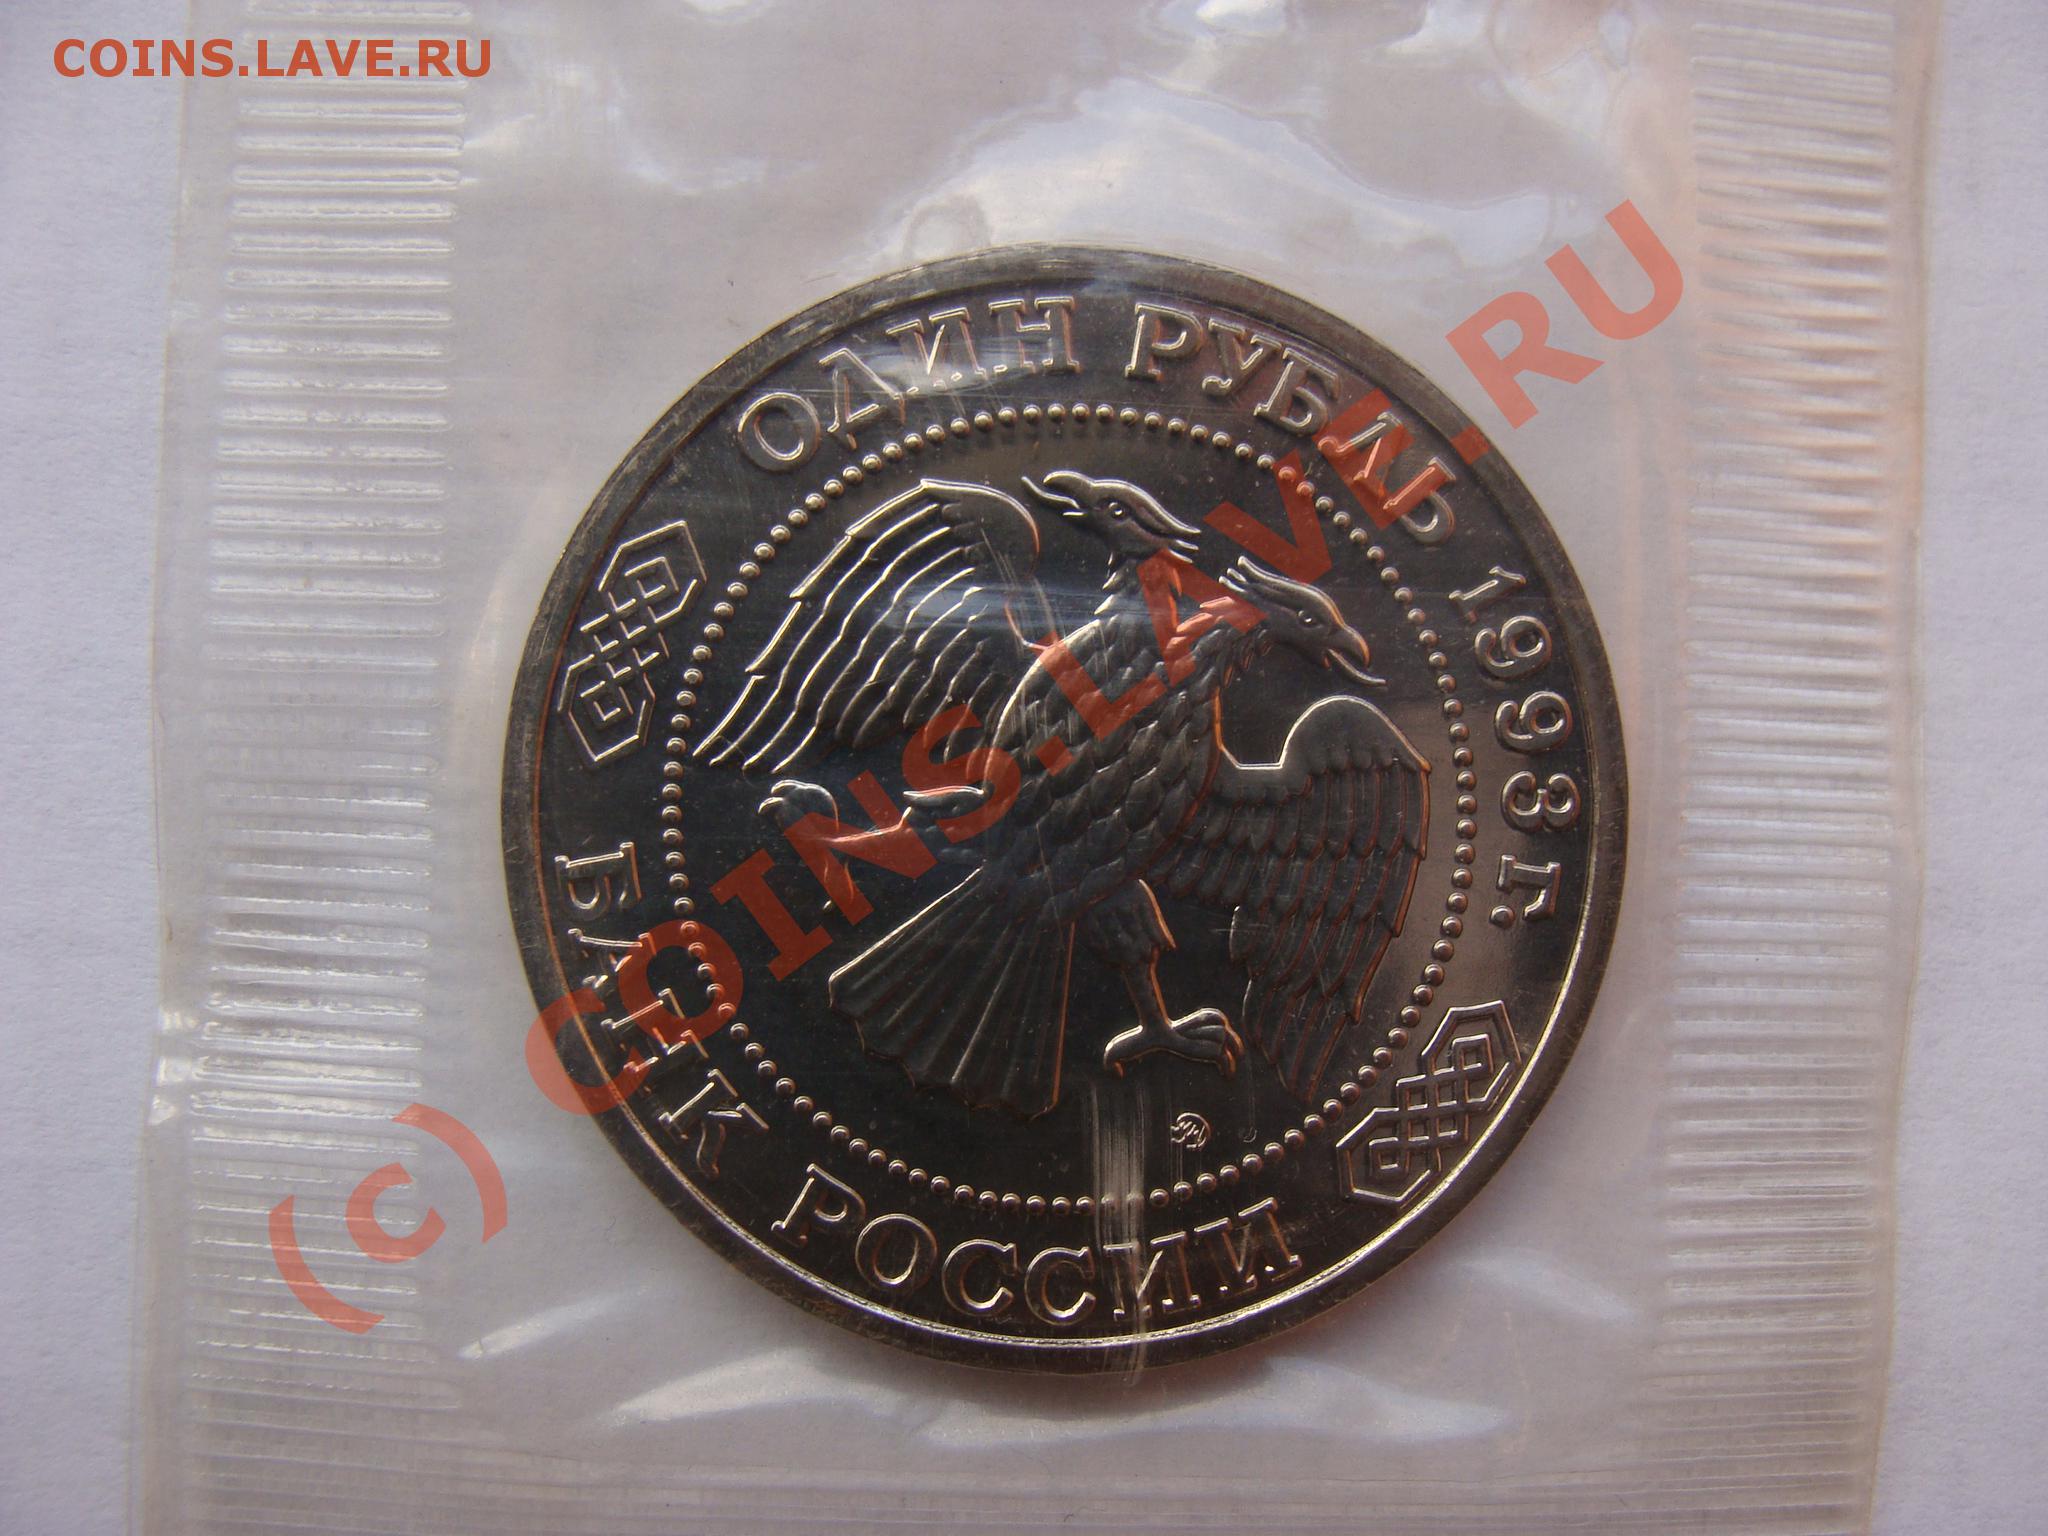 COINS.LAVE.RU
ОДИН РУБЛЬ 1993 Г.
БАНК РОССИИ
(c) COINS.LAVE.RU